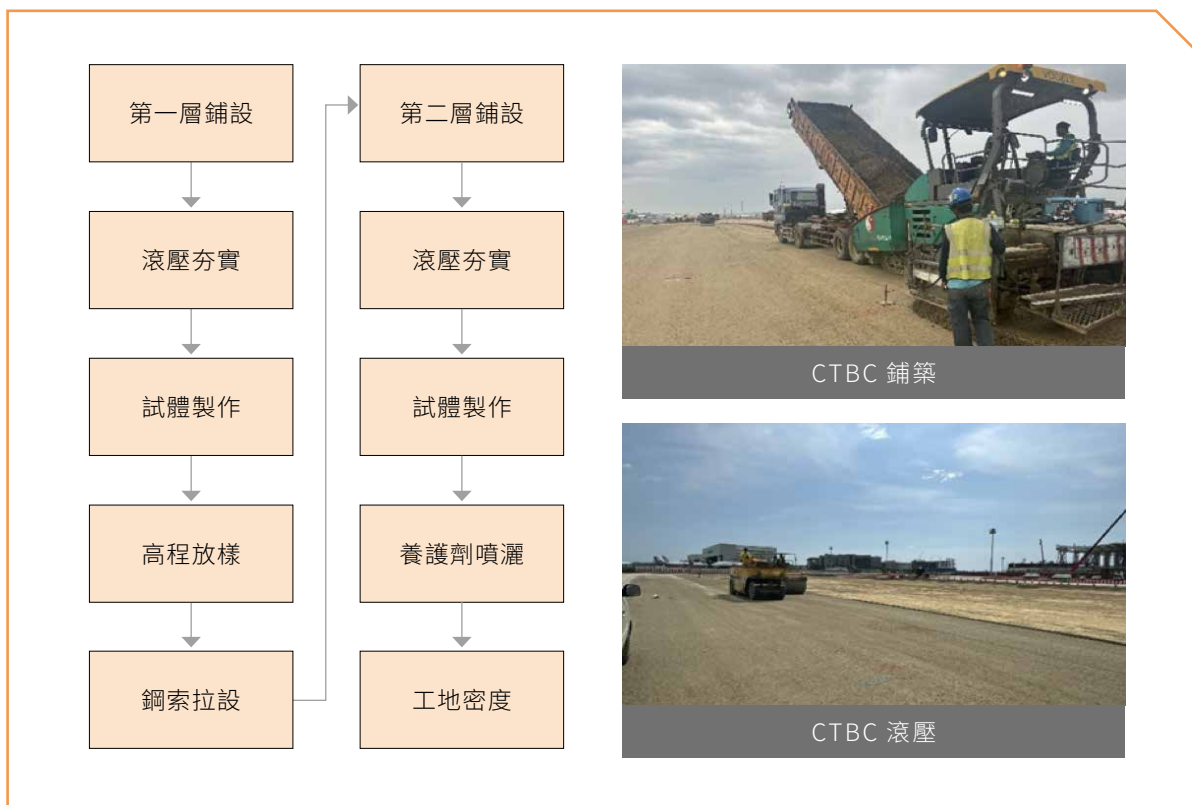 第一層鋪設
滾壓夯實
試體製作
高程放樣
鋼索拉設
第二層鋪設
滾壓夯實
試體製作
養護劑噴灑
工地密度
CTBC 鋪築
CTBC 滾壓